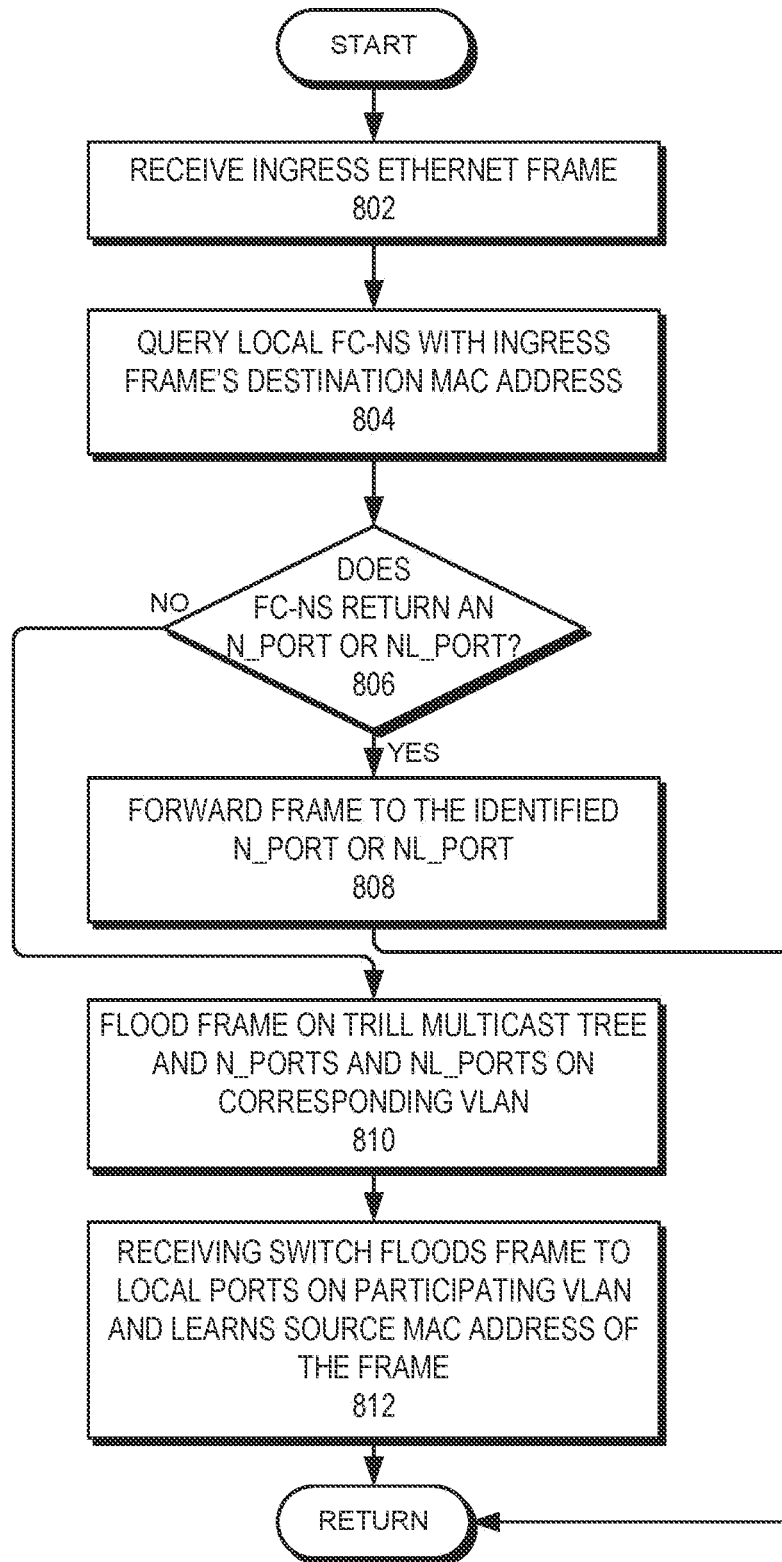 START
RECEIVE INGRESS ETHERNET FRAME
802
QUERY LOCAL FC-NS WITH INGRESS
FRAME'S DESTINATION MAC ADDRESS
804
DOES
FC-NS RETURN AN
N_PORT OR NL_PORT?
806
NO
YES
FORWARD FRAME TO THE IDENTIFIED
N_PORT OR NL_PORT
808
FLOOD FRAME ON TRILL MULTICAST TREE
AND N_PORTS AND NL_PORTS ON
CORRESPONDING VLAN
810
RECEIVING SWITCH FLOODS FRAME TO
LOCAL PORTS ON PARTICIPATING VLAN
AND LEARNS SOURCE MAC ADDRESS OF
THE FRAME
812
RETURN